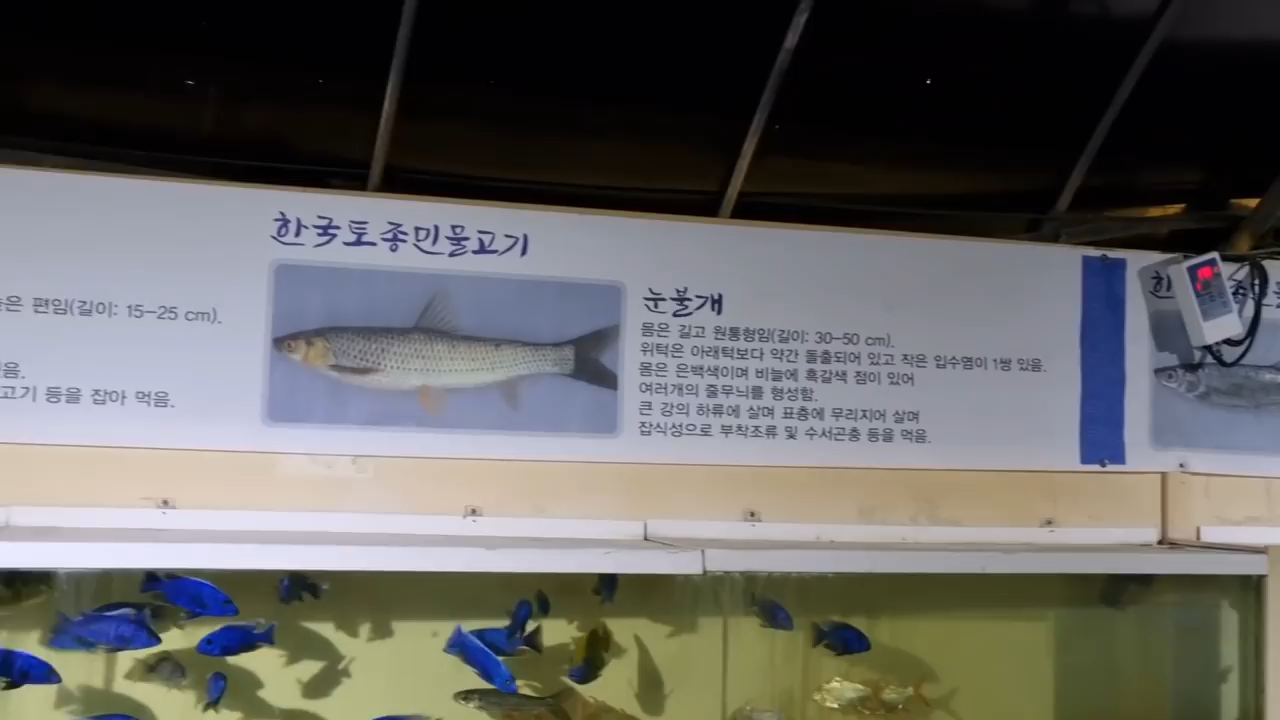 한국토종민물고기
은 편임(길이: 15-25 cm).
음.
고기 등을 잡아 먹음.
눈불개
몸은 길고 원통형임(길이: 30-50 cm).
위턱은 아래턱보다 약간 돌출되어 있고 작은 입수염이 1쌍 있음.
몸은 은백색이며 비늘에 흑갈색 점이 있어
여러개의 줄무늬를 형성함.
큰 강의 하류에 살며 표층에 무리지어 살며
잡식성으로 부착조류 및 수서곤충 등을 먹음.
한